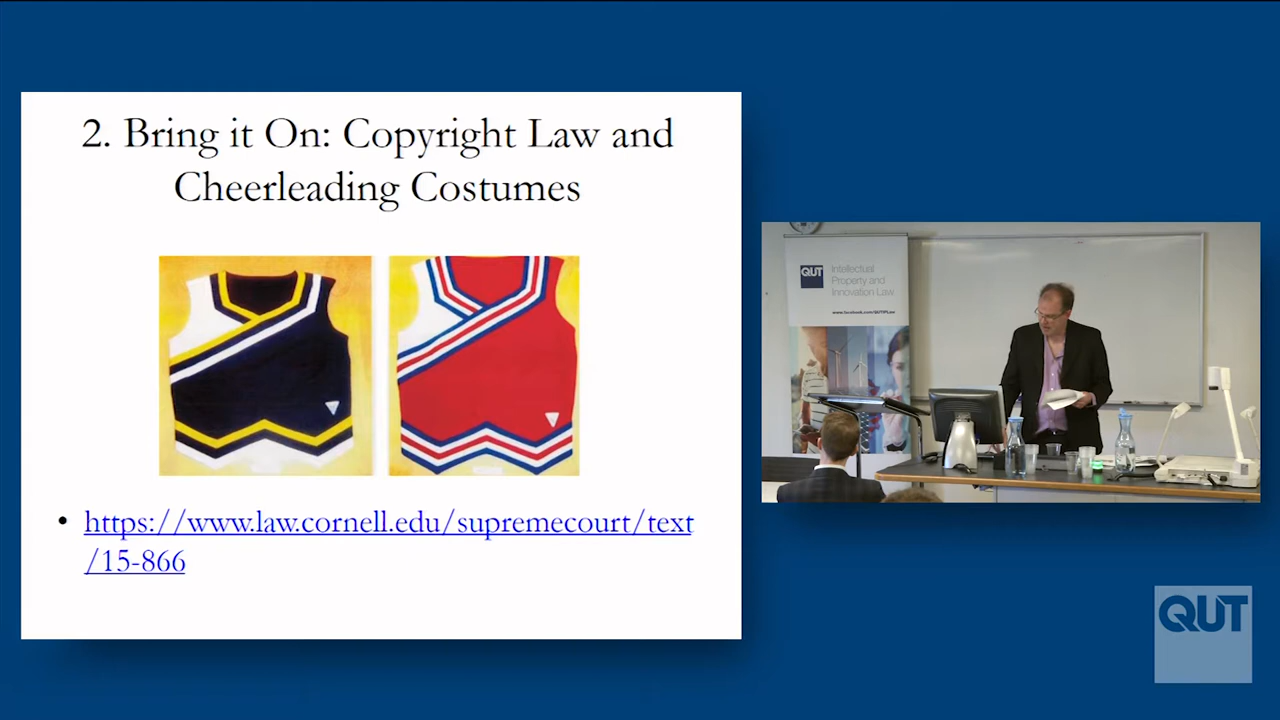 2. Bring it On: Copyright Law and
Cheerleading Costumes
• https://www.law.cornell.edu/supremecourt/text
/15-866
QUT
Intellectual
Property and
Innovation Law
www.facebook.com/QUTIPLaw
QUT